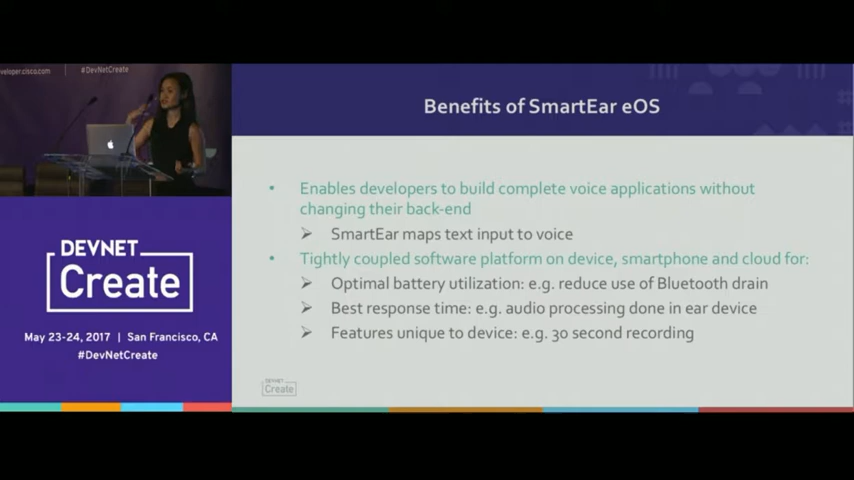 veloper.cisco.com | #DevNetCreate
DEVNET
Create
May 23-24, 2017 | San Francisco, CA
#DevNetCreate
Benefits of SmartEar eOS
• Enables developers to build complete voice applications without
changing their back-end
➢ SmartEar maps text input to voice
• Tightly coupled software platform on device, smartphone and cloud for:
➢ Optimal battery utilization: e.g. reduce use of Bluetooth drain
➢ Best response time: e.g. audio processing done in ear device
➢ Features unique to device: e.g. 30 second recording
DEVNET
Create